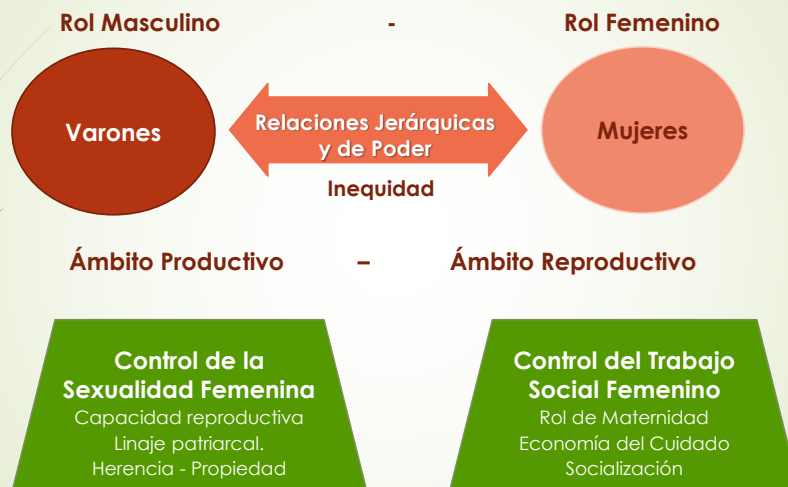 Rol Masculino - Rol Femenino
Varones
Relaciones Jerárquicas
y de Poder
Mujeres
Inequidad
Ámbito Productivo – Ámbito Reproductivo
Control de la
Sexualidad Femenina
Capacidad reproductiva
Linaje patriarcal.
Herencia - Propiedad
Control del Trabajo
Social Femenino
Rol de Maternidad
Economía del Cuidado
Socialización